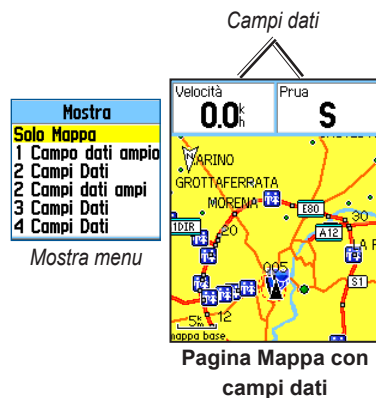 Campi dati
Velocità
0.0 k h
Prua
S
Mostra
Solo Mappa
1 Campo dati ampio
2 Campi Dati
2 Campi dati ampi
3 Campi Dati
4 Campi Dati
Mostra menu
N
MARINO
GROTTAFERRATA
MORENA
E80
30
1DIR
20
A12
005
S1
12
5 k m
mappa base
Pagina Mappa con
campi dati